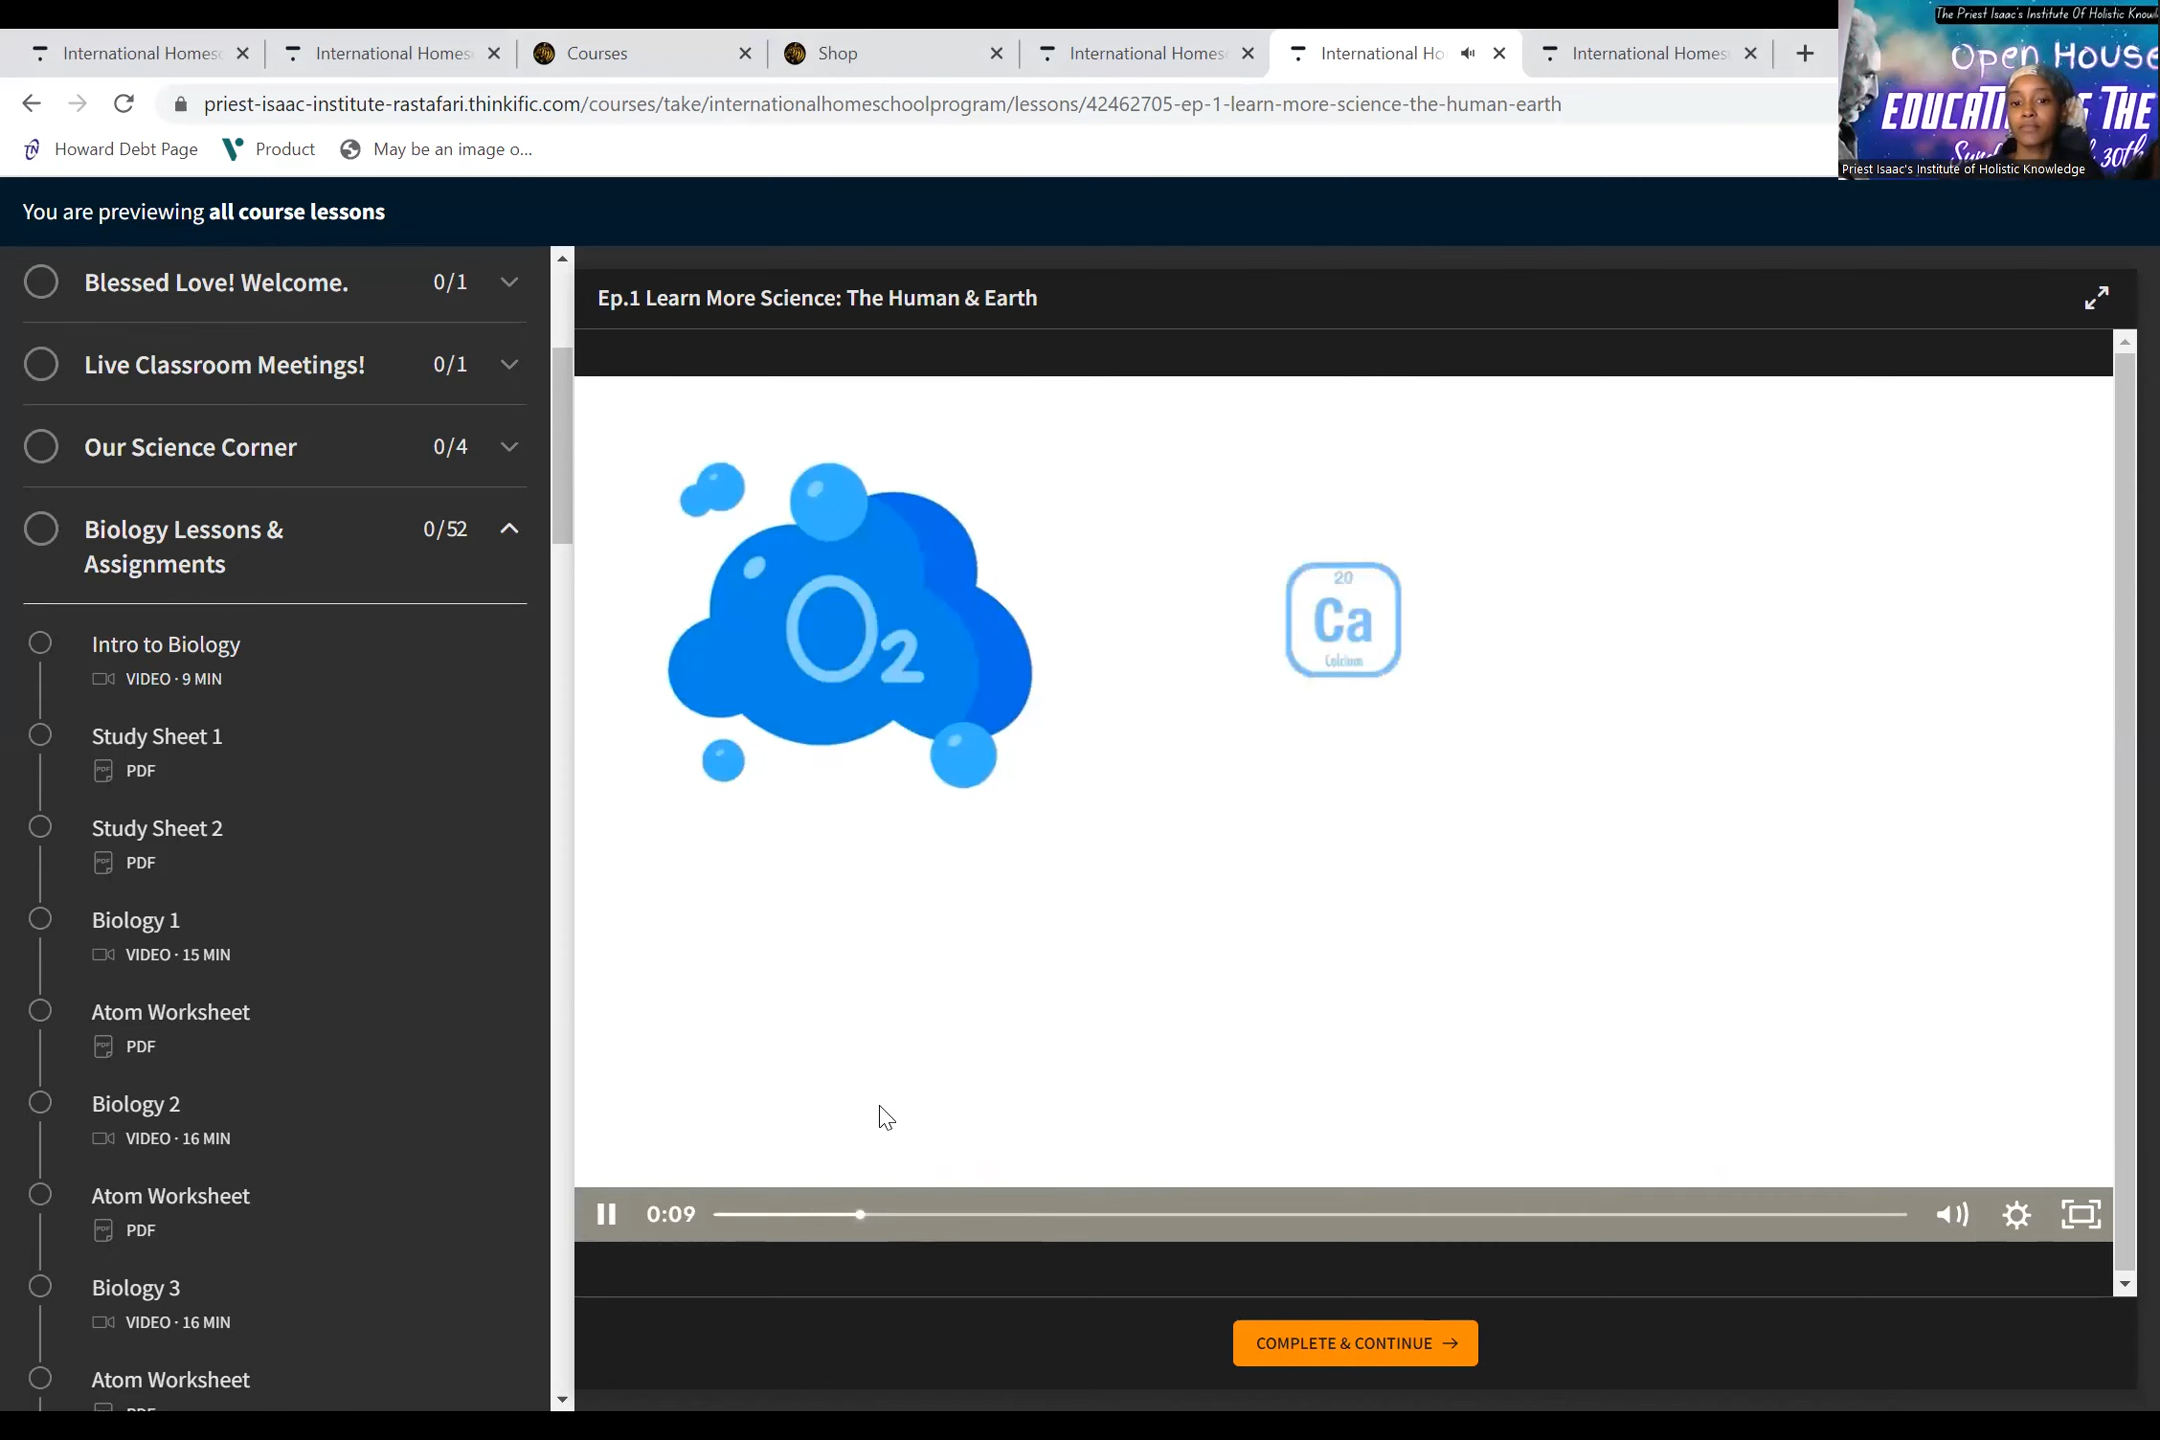 The Priest Isaac's Institute Of Holistic
Open House
EDUCATI THE
30th
Priest Isaac's Institute of Holistic Knowledge
International Homes
International Homes
Courses
Shop
International Homes
International Ho
International Homes
priest-isaac-institute-rastafari.thinkific.com/courses/take/internationalhomeschoolprogram/lessons/42462705-ep-1-learn-more-science-the-human-earth
Howard Debt Page
Product
May be an image o...
You are previewing all course lessons
Blessed Love! Welcome. 0/1
Live Classroom Meetings! 0/1
Our Science Corner 0/4
Biology Lessons & 0/52
Assignments
Intro to Biology
VIDEO · 9 MIN
Study Sheet 1
PDF
Study Sheet 2
PDF
Biology 1
VIDEO · 15 MIN
Atom Worksheet
PDF
Biology 2
VIDEO · 16 MIN
Atom Worksheet
PDF
Biology 3
VIDEO · 16 MIN
Atom Worksheet
Ep.1 Learn More Science: The Human & Earth
O2
20
Ca
Calcium
0:09
COMPLETE & CONTINUE →